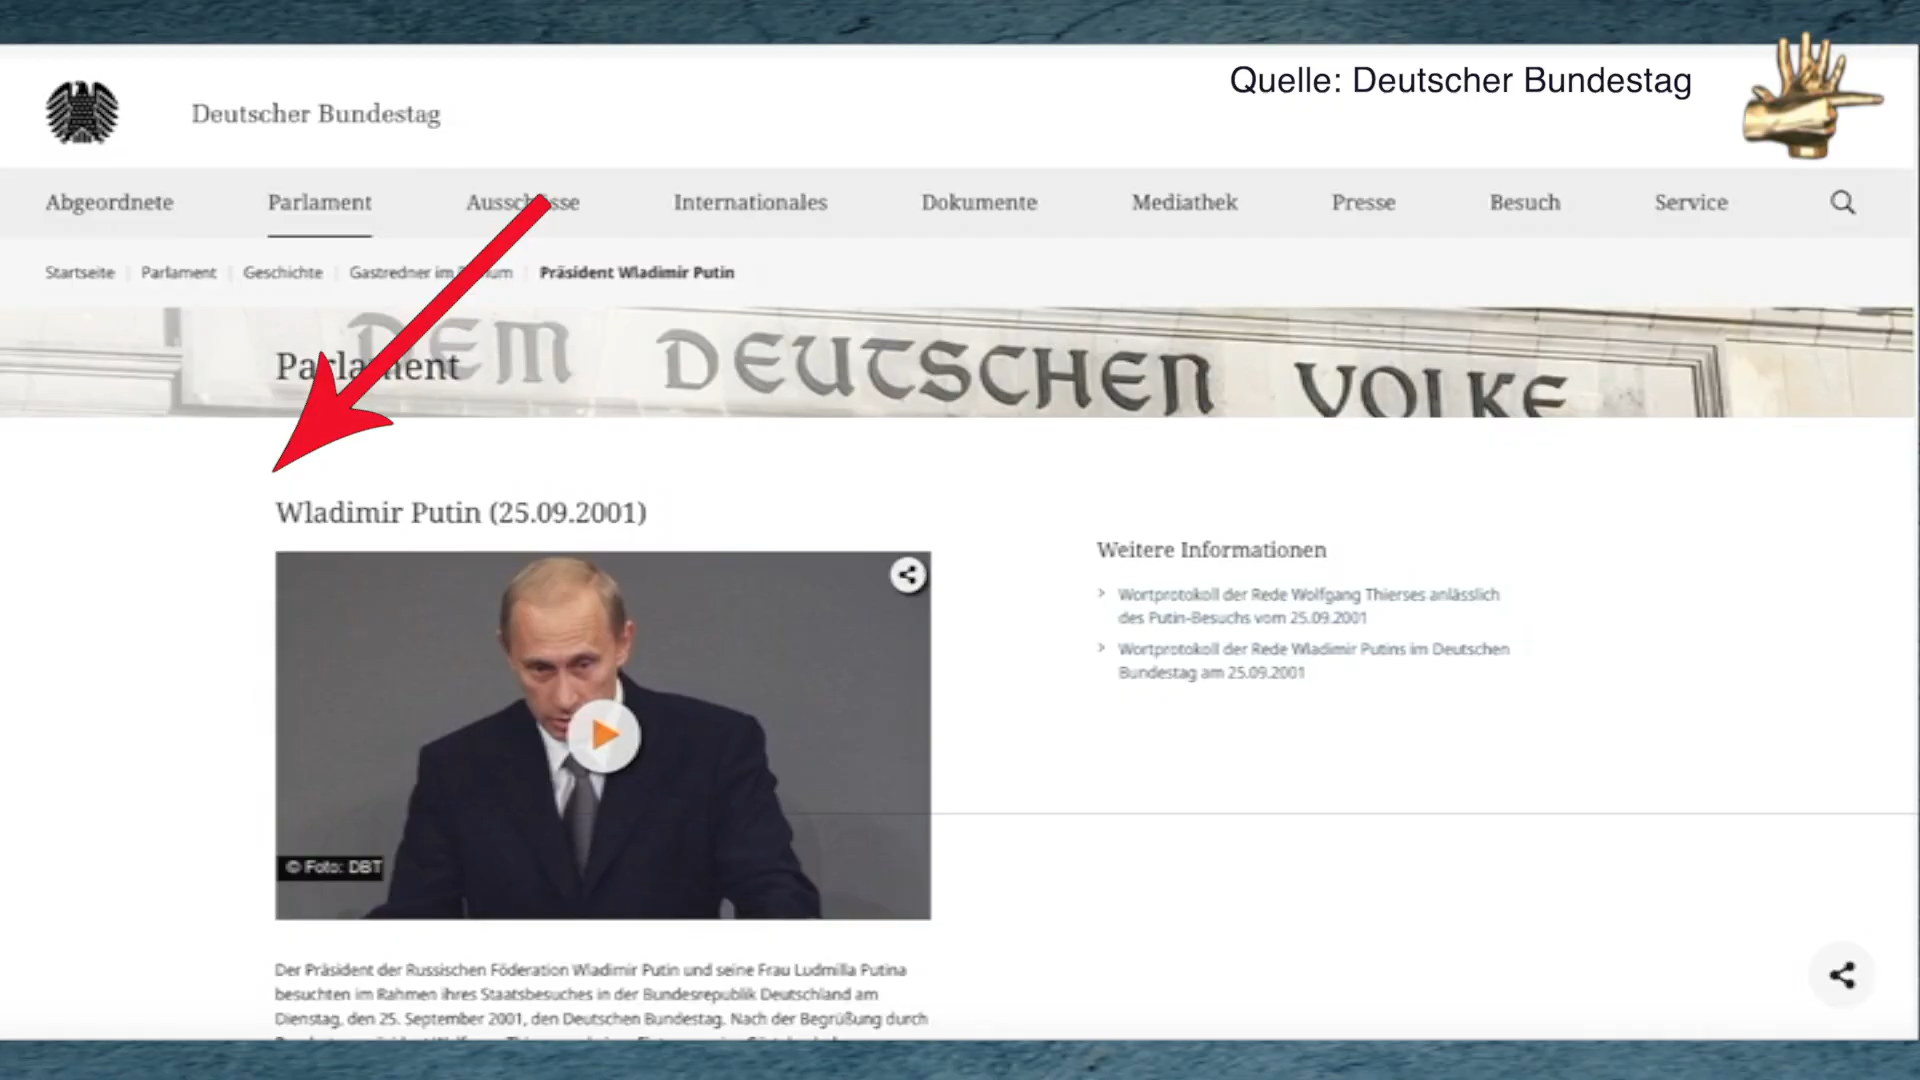 Quelle: Deutscher Bundestag
Deutscher Bundestag
Abgeordnete Parlament Ausschüsse Internationales Dokumente Mediathek Presse Besuch Service
Startseite Parlament Geschichte Gastredner im Präsident Wladimir Putin
DEM DEUTSCHEN VOLKE
Parlament
Wladimir Putin (25.09.2001)
© Foto: DBT
Weitere Informationen
Wortprotokoll der Rede Wolfgang Thierses anlässlich
des Putin-Besuchs vom 25.09.2001
Wortprotokoll der Rede Wladimir Putins im Deutschen
Bundestag am 25.09.2001
Der Präsident der Russischen Föderation Wladimir Putin und seine Frau Ludmilla Putina
besuchten im Rahmen ihres Staatsbesuches in der Bundesrepublik Deutschland am
Dienstag, den 25. September 2001, den Deutschen Bundestag. Nach der Begrüßung durch